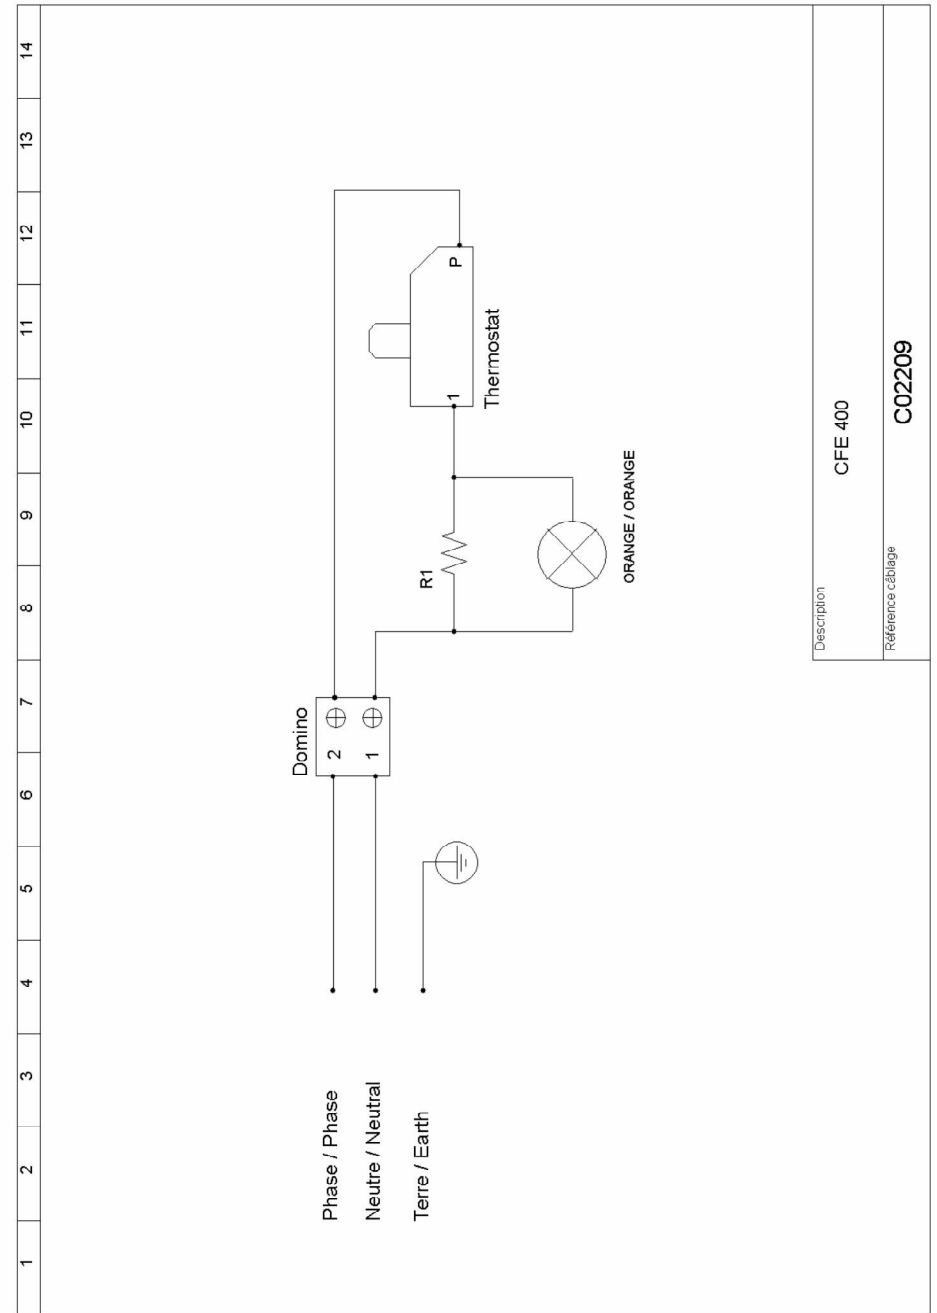 1
2
3
4
5
6
7
8
9
10
11
12
13
14
Phase / Phase
Neutre / Neutral
Terre / Earth
Domino
2
1
R1
ORANGE / ORANGE
1
P
Thermostat
Description
CFE 400
Référence câblage
C02209